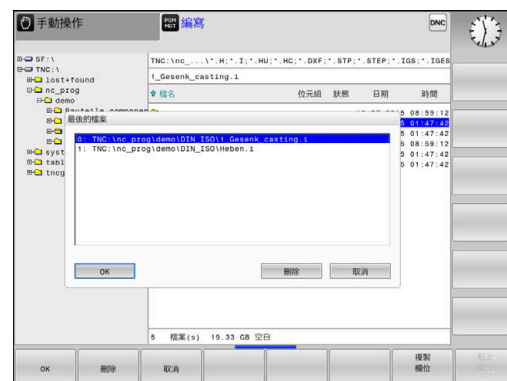 手動操作
編寫
DNC
SF:\
TNC:\
lost+found
nc_prog
demo
TNC:\nc_...\*.H;*.I;*.HU;*.HC;*.DXF;*.STP;*.STEP;*.IGS;*.IGES
1_Gesenk_casting.i
檔名 位元組 狀態 日期 時間
5 08:59:12
5 01:47:42
5 01:47:42
5 08:59:12
5 01:47:42
5 01:47:42
syst
tabl
tncg
最後的檔案
0: TNC:\nc_prog\demo\DIN_ISO\1_Gesenk_casting.i
1: TNC:\nc_prog\demo\DIN_ISO\Heben.i
OK 刪除 取消
5 檔案(s) 19.33 GB 空白
OK 刪除 取消 複製欄位